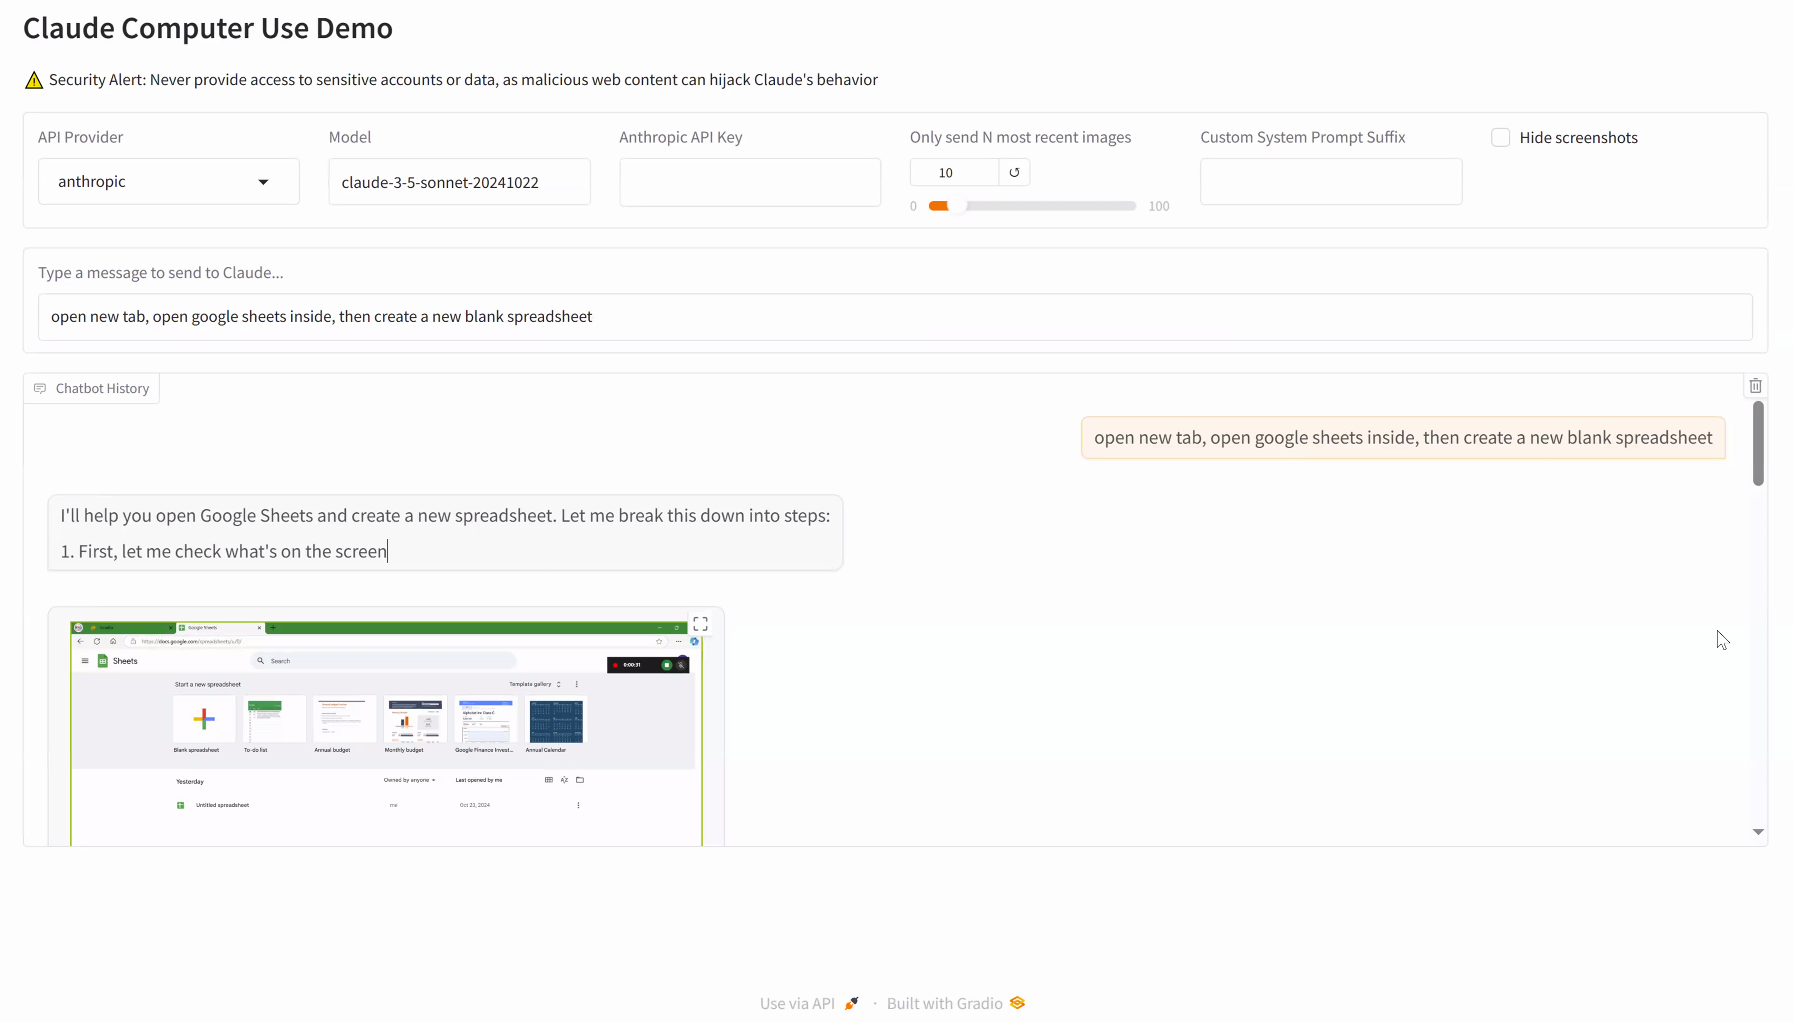 Claude Computer Use Demo
Security Alert: Never provide access to sensitive accounts or data, as malicious web content can hijack Claude's behavior
API Provider
anthropic
Model
claude-3-5-sonnet-20241022
Anthropic API Key
Only send N most recent images
10
0
100
Custom System Prompt Suffix
Hide screenshots
Type a message to send to Claude...
open new tab, open google sheets inside, then create a new blank spreadsheet
Chatbot History
open new tab, open google sheets inside, then create a new blank spreadsheet
I'll help you open Google Sheets and create a new spreadsheet. Let me break this down into steps:
1. First, let me check what's on the screen
Google Sheets
Sheets
Search
0:00:31
Start a new spreadsheet
Template gallery
Blank spreadsheet
To-do list
Annual budget
Monthly budget
Google Finance Invest...
Annual Calendar
Yesterday
Owned by anyone
Last opened by me
Untitled spreadsheet
me
Oct 23, 2024
Use via API
·
Built with Gradio